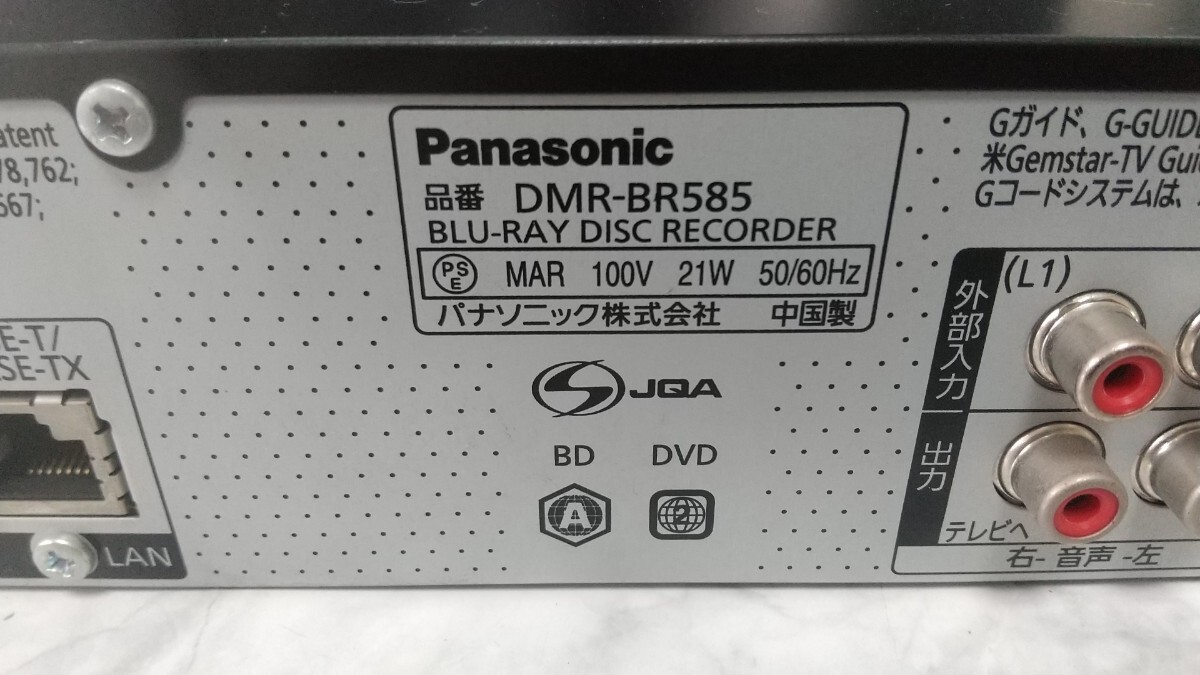 atent
78,762;
567;
Panasonic
品番 DMR-BR585
BLU-RAY DISC RECORDER
PSE MAR 100V 21W 50/60Hz
パナソニック株式会社 中国製
Gガイド、G-GUIDE
米Gemstar-TV Guid
Gコードシステムは、
E-T/
SE-TX
LAN
JQA
BD DVD
A 2
(L1)
外部入力
出力
テレビへ
右- 音声 -左